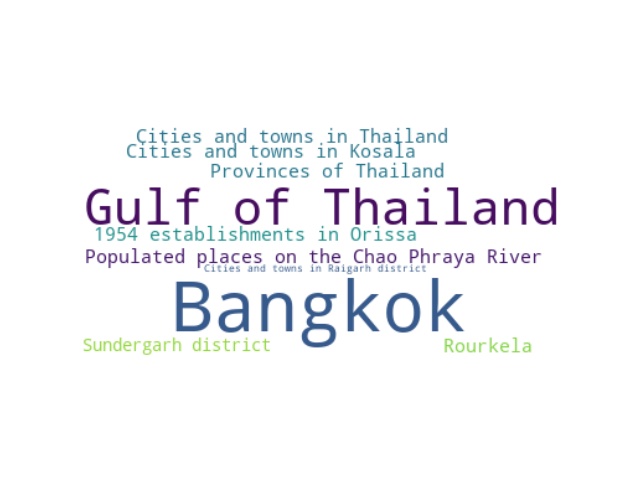 Cities and towns in Thailand
Cities and towns in Kosala
Provinces of Thailand
Gulf of Thailand
1954 establishments in Orissa
Populated places on the Chao Phraya River
Cities and towns in Raigarh district
Bangkok
Sundergarh district
Rourkela